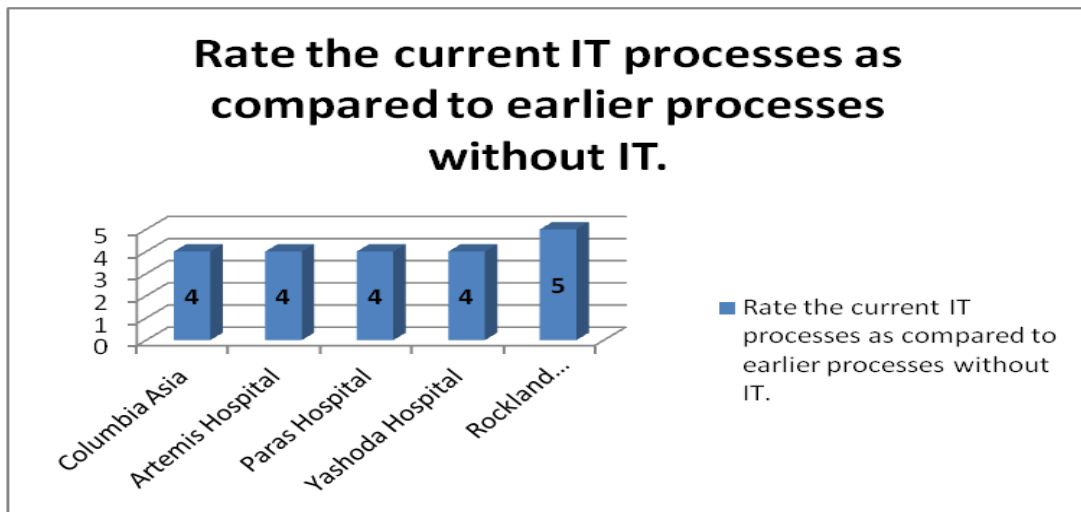 Rate the current IT processes as
compared to earlier processes
without IT.
5
4
3
2
1
0
4
4
4
4
5
Columbia Asia
Artemis Hospital
Paras Hospital
Yashoda Hospital
Rockland...
Rate the current IT
processes as compared to
earlier processes without
IT.